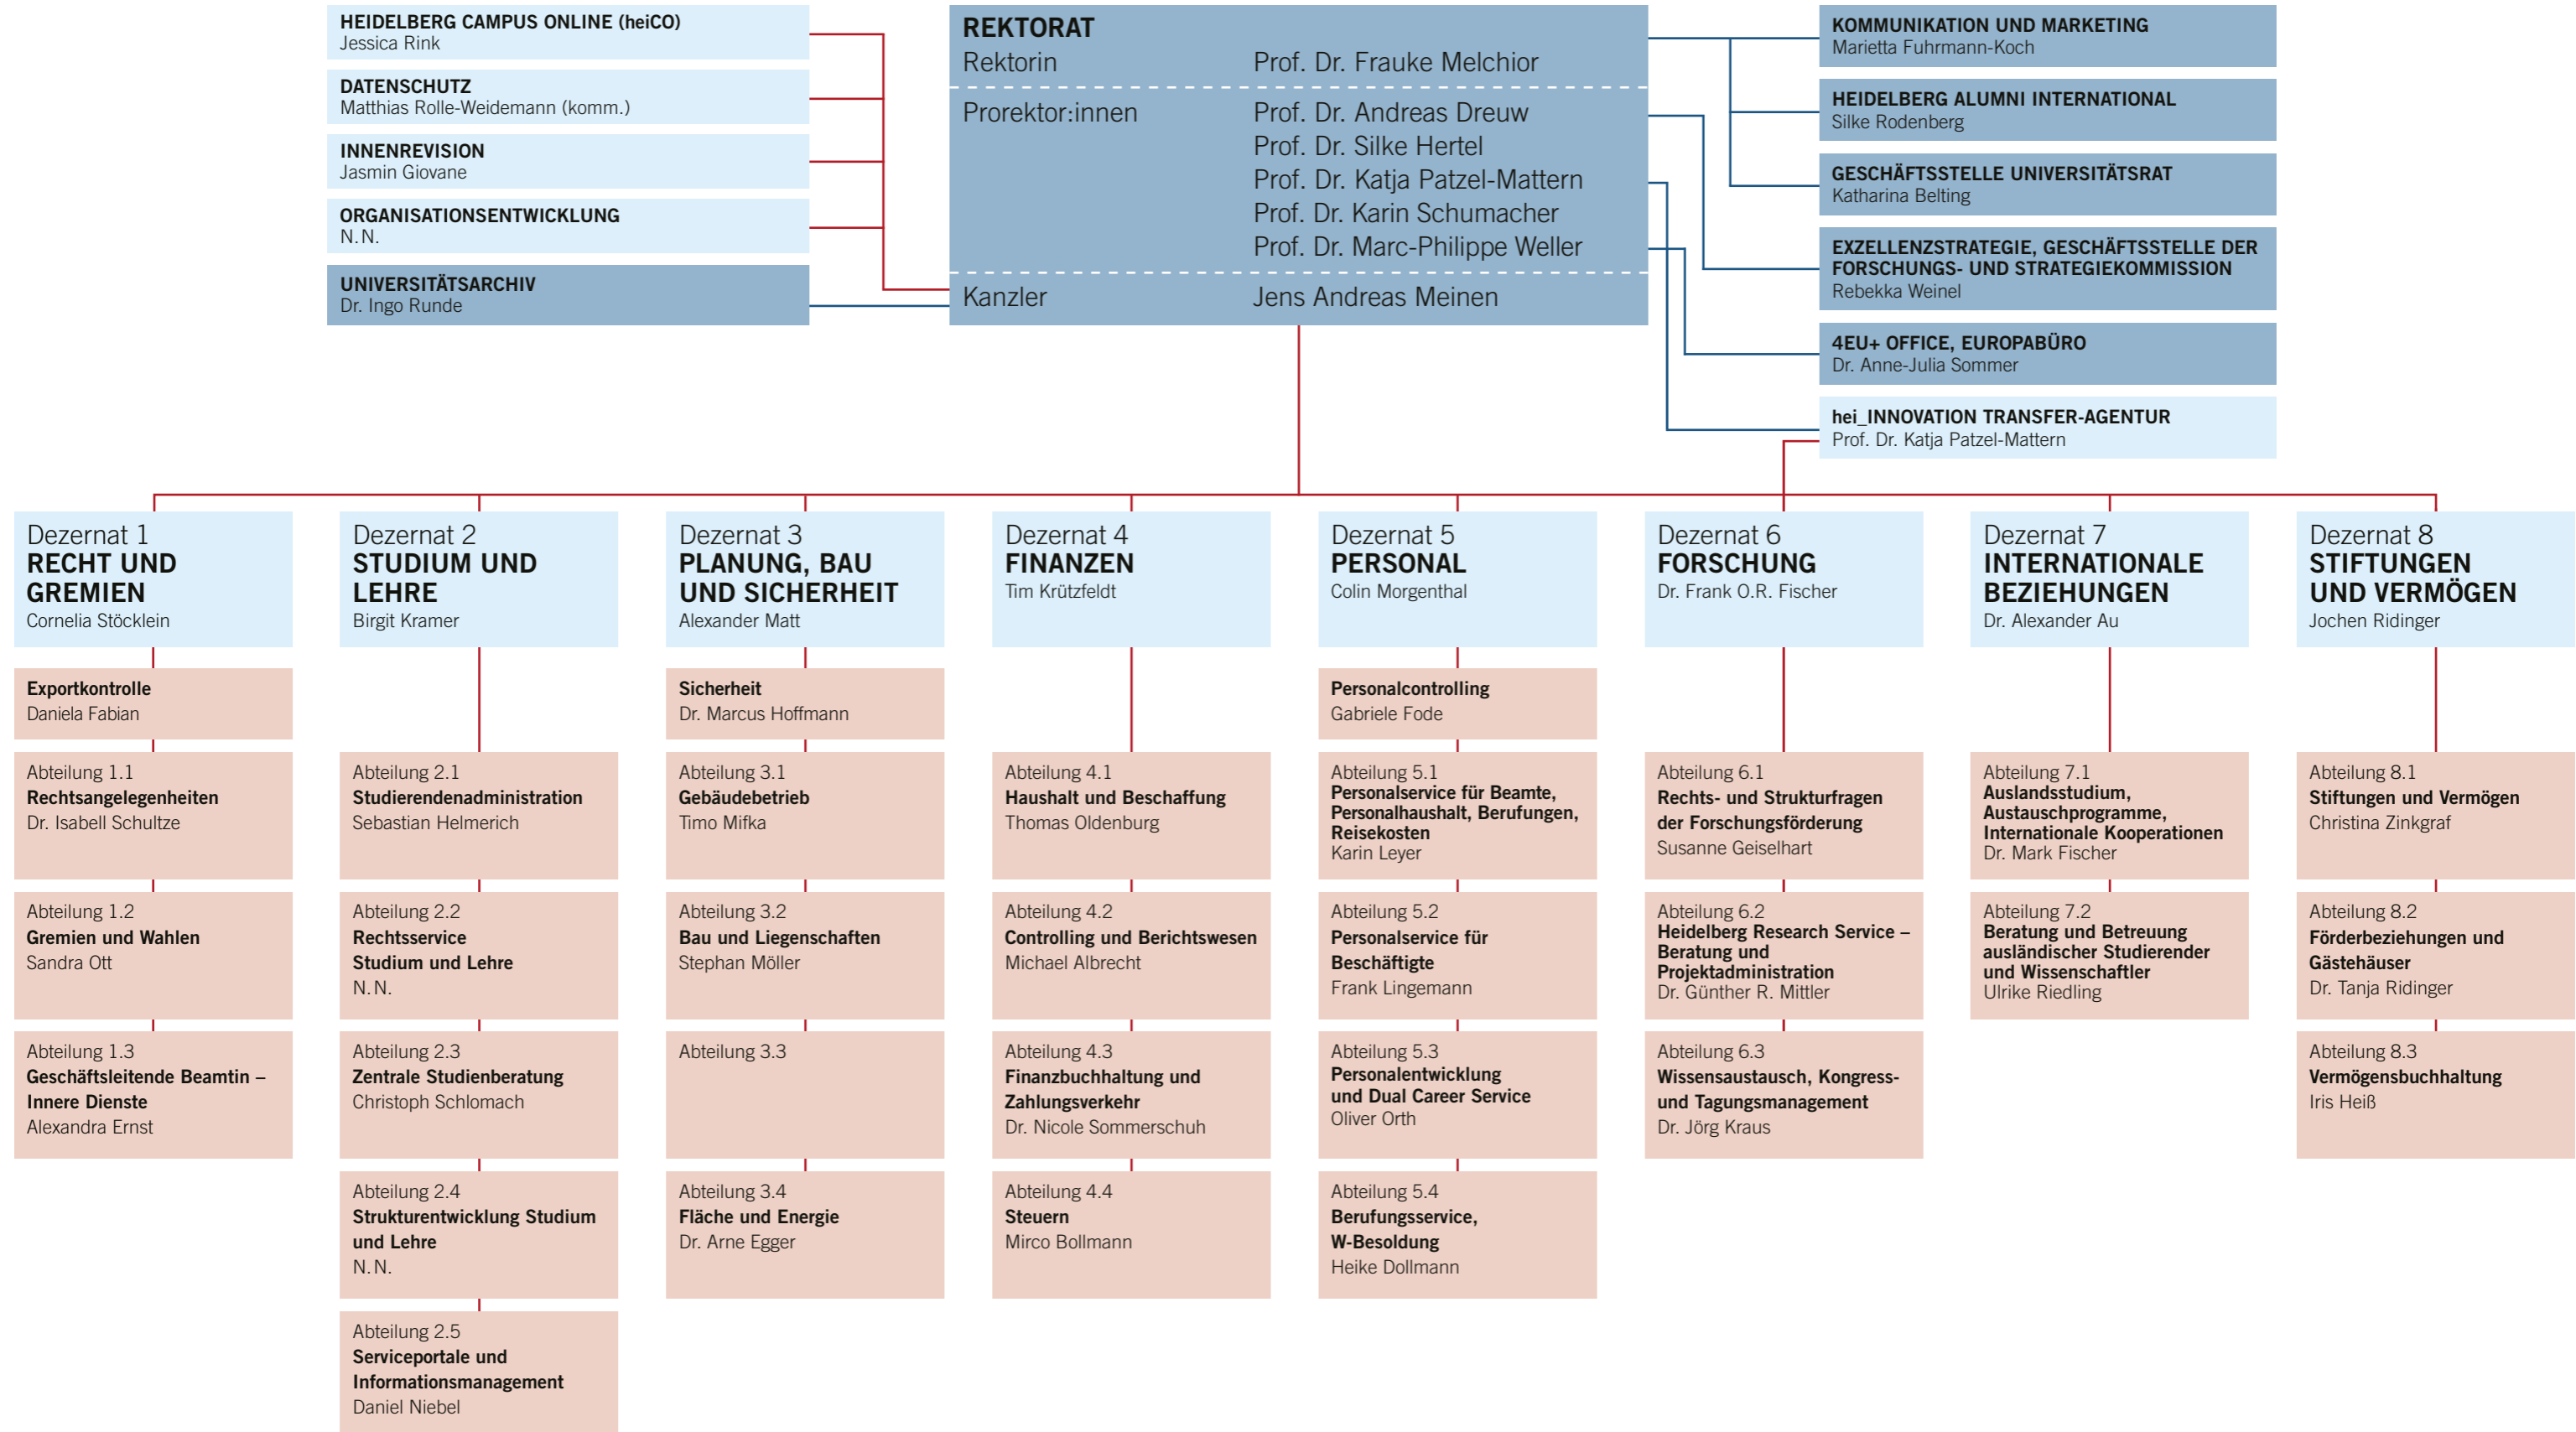 HEIDELBERG CAMPUS ONLINE (heiCO)
Jessica Rink
DATENSCHUTZ
Matthias Rolle-Weidemann (komm.)
INNENREVISION
Jasmin Giovane
ORGANISATIONSENTWICKLUNG
N.N.
UNIVERSITÄTSARCHIV
Dr. Ingo Runde
REKTORAT
Rektorin Prof. Dr. Frauke Melchior
Prorektor:innen Prof. Dr. Andreas Dreuw
Prof. Dr. Silke Hertel
Prof. Dr. Katja Patzel-Mattern
Prof. Dr. Karin Schumacher
Prof. Dr. Marc-Philippe Weller
Kanzler Jens Andreas Meinen
KOMMUNIKATION UND MARKETING
Marietta Fuhrmann-Koch
HEIDELBERG ALUMNI INTERNATIONAL
Silke Rodenberg
GESCHÄFTSSTELLE UNIVERSITÄTSRAT
Katharina Belting
EXZELLENZSTRATEGIE, GESCHÄFTSSTELLE DER
FORSCHUNGS- UND STRATEGIEKOMMISSION
Rebekka Weinel
4EU+ OFFICE, EUROPABÜRO
Dr. Anne-Julia Sommer
hei_INNOVATION TRANSFER-AGENTUR
Prof. Dr. Katja Patzel-Mattern
Dezernat 1
RECHT UND
GREMIEN
Cornelia Stöcklein
Exportkontrolle
Daniela Fabian
Abteilung 1.1
Rechtsangelegenheiten
Dr. Isabell Schultze
Abteilung 1.2
Gremien und Wahlen
Sandra Ott
Abteilung 1.3
Geschäftsleitende Beamtin –
Innere Dienste
Alexandra Ernst
Dezernat 2
STUDIUM UND
LEHRE
Birgit Kramer
Abteilung 2.1
Studierendenadministration
Sebastian Helmerich
Abteilung 2.2
Rechtsservice
Studium und Lehre
N.N.
Abteilung 2.3
Zentrale Studienberatung
Christoph Schlomach
Abteilung 2.4
Strukturentwicklung Studium
und Lehre
N.N.
Abteilung 2.5
Serviceportale und
Informationsmanagement
Daniel Niebel
Dezernat 3
PLANUNG, BAU
UND SICHERHEIT
Alexander Matt
Sicherheit
Dr. Marcus Hoffmann
Abteilung 3.1
Gebäudebetrieb
Timo Mifka
Abteilung 3.2
Bau und Liegenschaften
Stephan Möller
Abteilung 3.3
Abteilung 3.4
Fläche und Energie
Dr. Arne Egger
Dezernat 4
FINANZEN
Tim Krützfeldt
Abteilung 4.1
Haushalt und Beschaffung
Thomas Oldenburg
Abteilung 4.2
Controlling und Berichtswesen
Michael Albrecht
Abteilung 4.3
Finanzbuchhaltung und
Zahlungsverkehr
Dr. Nicole Sommerschuh
Abteilung 4.4
Steuern
Mirco Bollmann
Dezernat 5
PERSONAL
Colin Morgenthal
Personalcontrolling
Gabriele Fode
Abteilung 5.1
Personalservice für Beamte,
Personalhaushalt, Berufungen,
Reisekosten
Karin Leyer
Abteilung 5.2
Personalservice für
Beschäftigte
Frank Lingemann
Abteilung 5.3
Personalentwicklung
und Dual Career Service
Oliver Orth
Abteilung 5.4
Berufungsservice,
W-Besoldung
Heike Dollmann
Dezernat 6
FORSCHUNG
Dr. Frank O.R. Fischer
Abteilung 6.1
Rechts- und Strukturfragen
der Forschungsförderung
Susanne Geiselhart
Abteilung 6.2
Heidelberg Research Service –
Beratung und
Projektadministration
Dr. Günther R. Mittler
Abteilung 6.3
Wissensaustausch, Kongress-
und Tagungsmanagement
Dr. Jörg Kraus
Dezernat 7
INTERNATIONALE
BEZIEHUNGEN
Dr. Alexander Au
Abteilung 7.1
Auslandsstudium,
Austauschprogramme,
Internationale Kooperationen
Dr. Mark Fischer
Abteilung 7.2
Beratung und Betreuung
ausländischer Studierender
und Wissenschaftler
Ulrike Riedling
Dezernat 8
STIFTUNGEN
UND VERMÖGEN
Jochen Ridinger
Abteilung 8.1
Stiftungen und Vermögen
Christina Zinkgraf
Abteilung 8.2
Förderbeziehungen und
Gästehäuser
Dr. Tanja Ridinger
Abteilung 8.3
Vermögensbuchhaltung
Iris Heiß